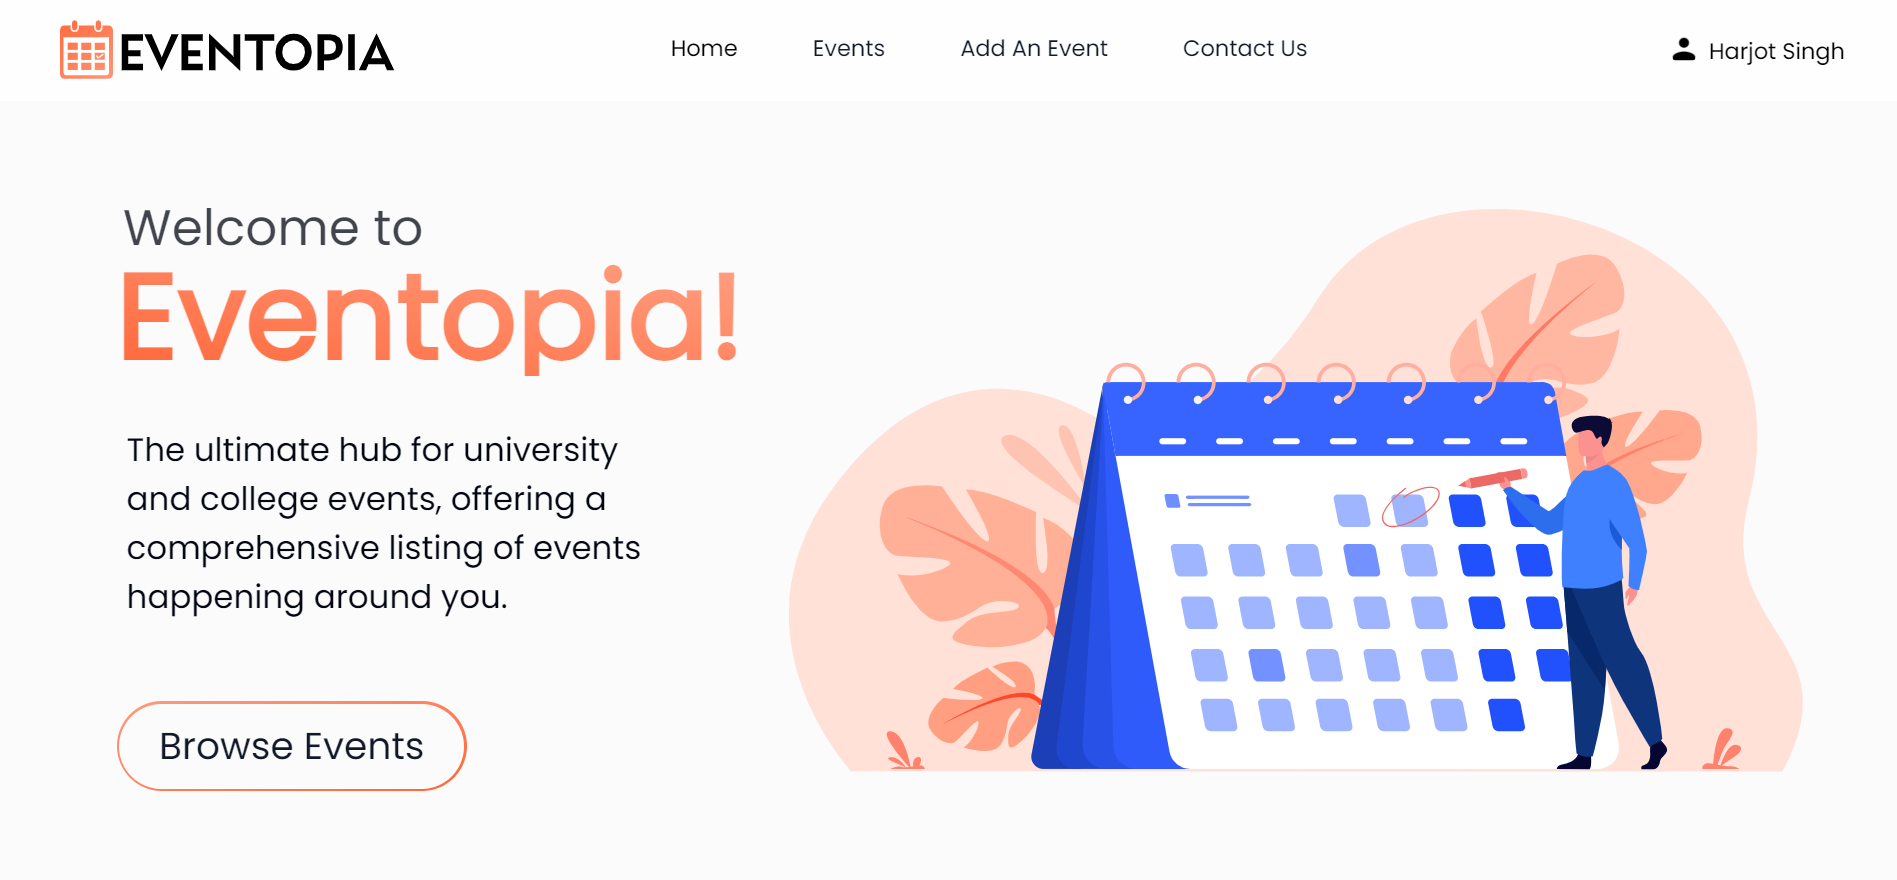 EVENTOPIA
Home
Events
Add An Event
Contact Us
Harjot Singh
Welcome to
Eventopia!
The ultimate hub for university
and college events, offering a
comprehensive listing of events
happening around you.
Browse Events